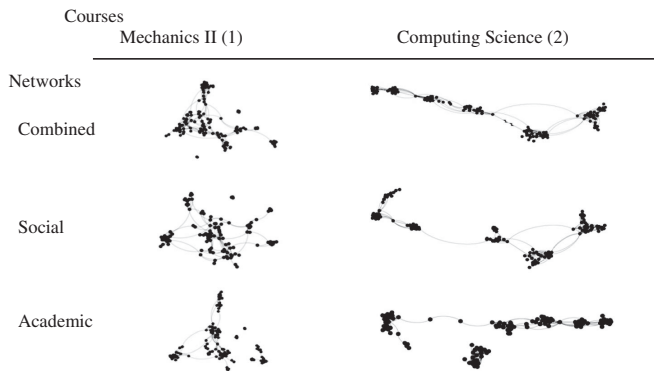 Courses
Mechanics II (1) Computing Science (2)
Networks
Combined
Social
Academic